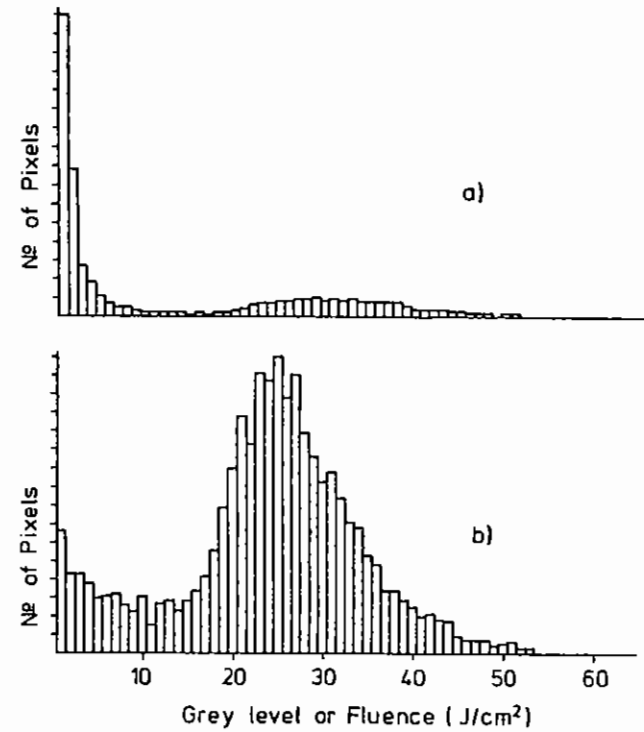 Nº of Pixels
a)
Nº of Pixels
b)
10 20 30 40 50 60
Grey level or Fluence (J/cm²)